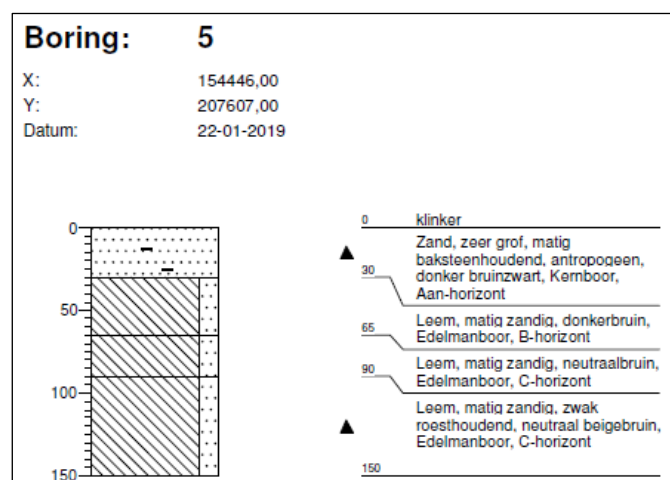 Boring: 5
X: 154446,00
Y: 207607,00
Datum: 22-01-2019
0
50
100
150
0 klinker
Zand, zeer grof, matig
baksteenhoudend, antropogeen,
30 donker bruinzwart, Kernboor,
Aan-horizont
Leem, matig zandig, donkerbruin,
65 Edelmanboor, B-horizont
Leem, matig zandig, neutraalbruin,
90 Edelmanboor, C-horizont
Leem, matig zandig, zwak
roesthoudend, neutraal beigebruin,
Edelmanboor, C-horizont
150